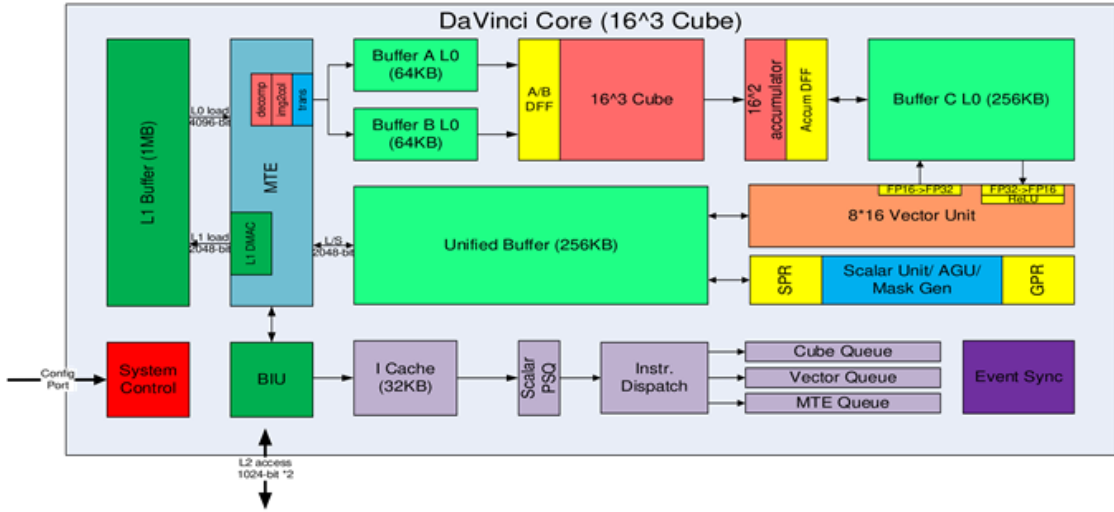 DaVinci Core (16^3 Cube)
L1 Buffer (1MB)
L0 load
4096-bit
L1 load
2048-bit
MTE
decomp
img2col
trans
L1 DMAC
L/S
2048-bit
Buffer A L0
(64KB)
Buffer B L0
(64KB)
A/B
DFF
16^3 Cube
16^2
accumulator
Accum DFF
Buffer C L0 (256KB)
FP16->FP32
FP32->FP16
ReLU
8*16 Vector Unit
Unified Buffer (256KB)
SPR
Scalar Unit/ AGU/
Mask Gen
GPR
Config
Port
System
Control
BIU
L2 access
1024-bit *2
I Cache
(32KB)
Scalar
PSQ
Instr.
Dispatch
Cube Queue
Vector Queue
MTE Queue
Event Sync